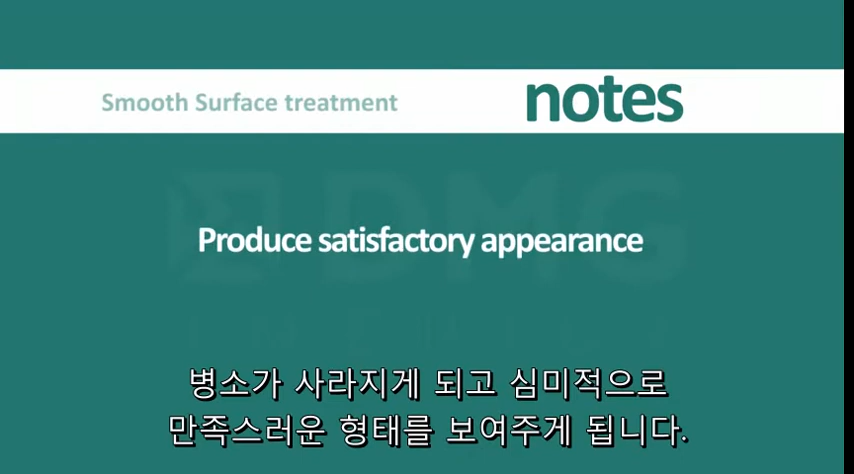 Smooth Surface treatment
notes
DMG
Produce satisfactory appearance
병소가 사라지게 되고 심미적으로
만족스러운 형태를 보여주게 됩니다.